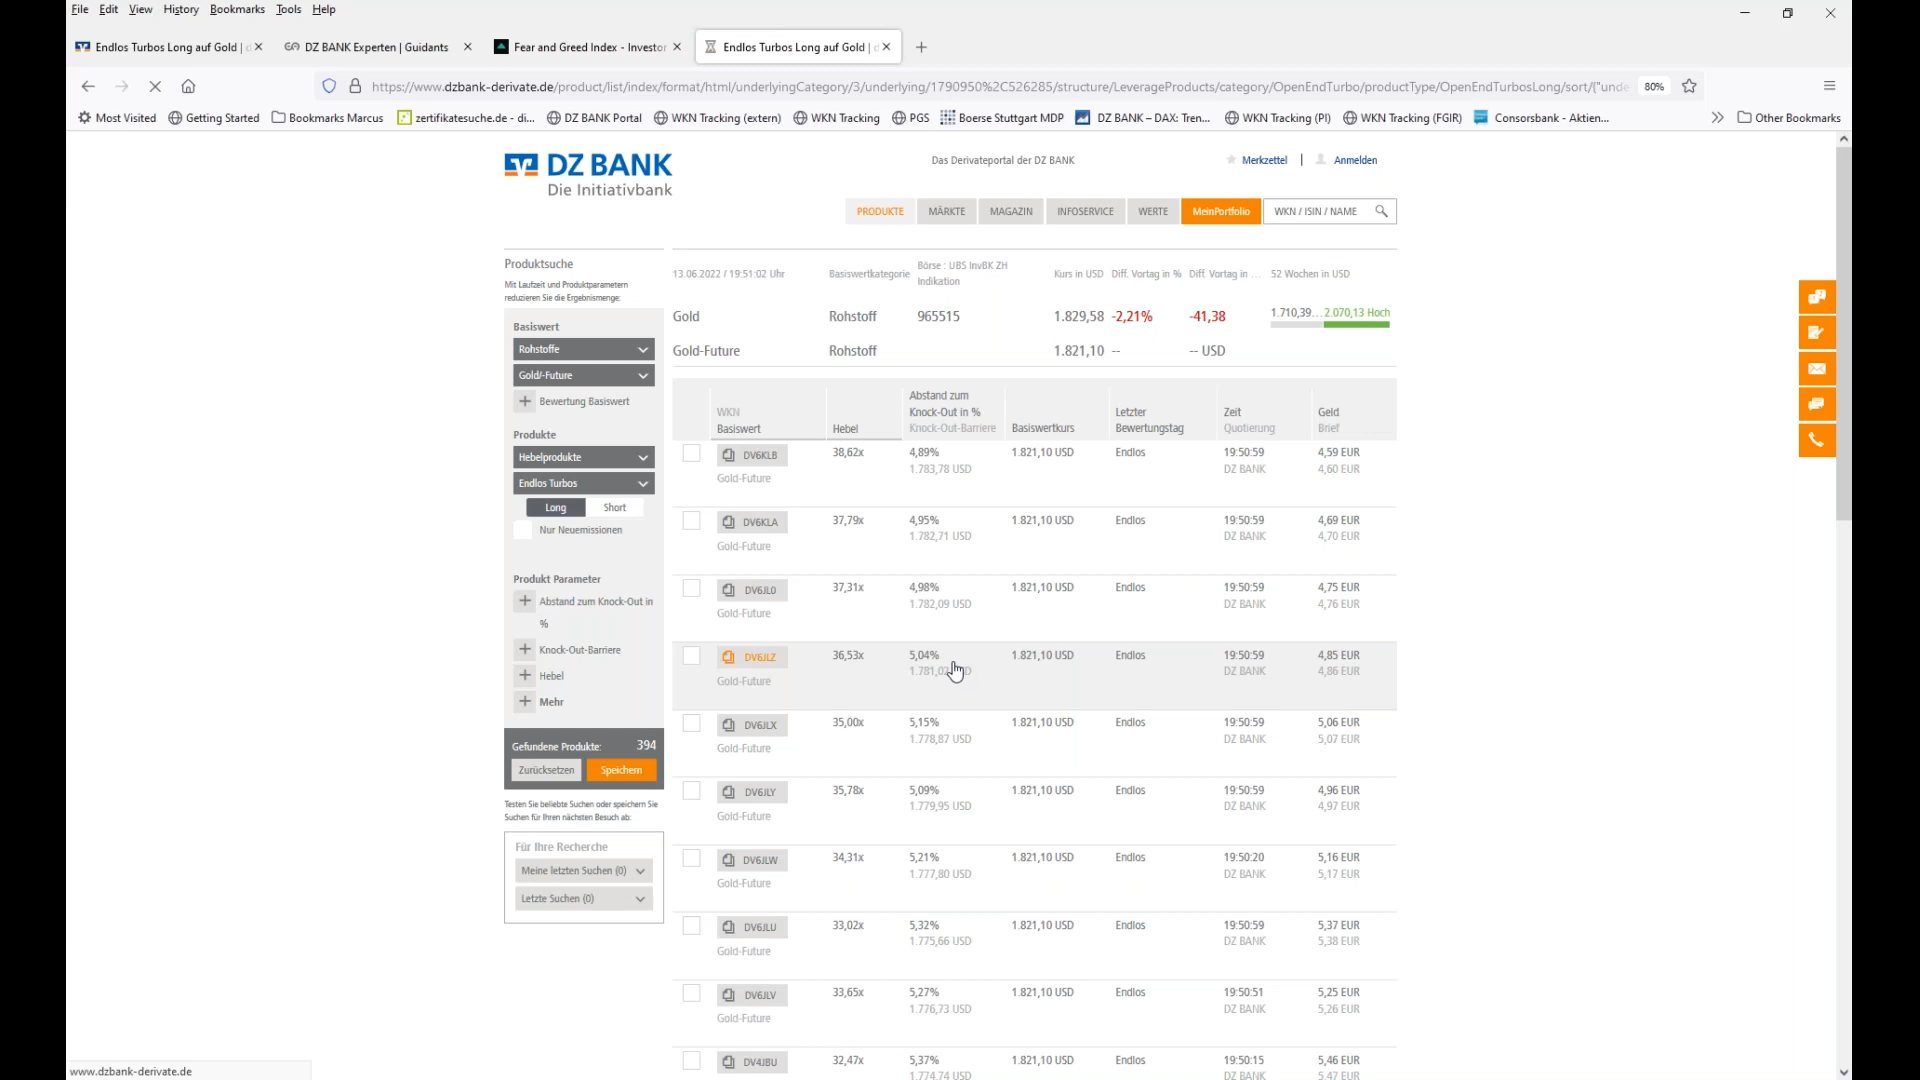 File Edit View History Bookmarks Tools Help
Endlos Turbos Long auf Gold | d
DZ BANK Experten | Guidants
Fear and Greed Index - Investor
Endlos Turbos Long auf Gold | d
https://www.dzbank-derivate.de/product/list/index/format/html/underlyingCategory/3/underlying/1790950%2C526285/structure/LeverageProducts/category/OpenEndTurbo/productType/OpenEndTurbosLong/sort/{"unde 80%
Most Visited Getting Started Bookmarks Marcus zertifikatesuche.de - di... DZ BANK Portal WKN Tracking (extern) WKN Tracking PGS Boerse Stuttgart MDP DZ BANK – DAX: Tren... WKN Tracking (PI) WKN Tracking (FGIR) Consorsbank - Aktien... Other Bookmarks
DZ BANK
Die Initiativbank
Das Derivateportal der DZ BANK
Merkzettel | Anmelden
PRODUKTE MÄRKTE MAGAZIN INFOSERVICE WERTE MeinPortfolio WKN / ISIN / NAME
Produktsuche
Mit Laufzeit und Produktparametern
reduzieren Sie die Ergebnismenge:
Basiswert
Rohstoffe
Gold/-Future
Bewertung Basiswert
Produkte
Hebelprodukte
Endlos Turbos
Long Short
Nur Neuemissionen
Produkt Parameter
Abstand zum Knock-Out in
%
Knock-Out-Barriere
Hebel
Mehr
Gefundene Produkte: 394
Zurücksetzen Speichern
Testen Sie beliebte Suchen oder speichern Sie
Suchen für Ihren nächsten Besuch ab:
Für Ihre Recherche
Meine letzten Suchen (0)
Letzte Suchen (0)
13.06.2022 / 19:51:02 Uhr Basiswertkategorie Börse : UBS InvBK ZH Kurs in USD Diff. Vortag in % Diff. Vortag in ... 52 Wochen in USD
Indikation
Gold Rohstoff 965515 1.829,58 -2,21% -41,38 1.710,39... 2.070,13 Hoch
Gold-Future Rohstoff 1.821,10 -- -- USD
WKN
Basiswert
Hebel
Abstand zum
Knock-Out in %
Knock-Out-Barriere
Basiswertkurs
Letzter
Bewertungstag
Zeit
Quotierung
Geld
Brief
DV6KLB 38,62x 4,89% 1.821,10 USD Endlos 19:50:59 4,59 EUR
Gold-Future 1.783,78 USD DZ BANK 4,60 EUR
DV6KLA 37,79x 4,95% 1.821,10 USD Endlos 19:50:59 4,69 EUR
Gold-Future 1.782,71 USD DZ BANK 4,70 EUR
DV6JL0 37,31x 4,98% 1.821,10 USD Endlos 19:50:59 4,75 EUR
Gold-Future 1.782,09 USD DZ BANK 4,76 EUR
DV6JLZ 36,53x 5,04% 1.821,10 USD Endlos 19:50:59 4,85 EUR
Gold-Future DZ BANK 4,86 EUR
DV6JLX 35,00x 5,15% 1.821,10 USD Endlos 19:50:59 5,06 EUR
Gold-Future 1.778,87 USD DZ BANK 5,07 EUR
DV6JLY 35,78x 5,09% 1.821,10 USD Endlos 19:50:59 4,96 EUR
Gold-Future 1.779,95 USD DZ BANK 4,97 EUR
DV6JLW 34,31x 5,21% 1.821,10 USD Endlos 19:50:20 5,16 EUR
Gold-Future 1.777,80 USD DZ BANK 5,17 EUR
DV6JLU 33,02x 5,32% 1.821,10 USD Endlos 19:50:59 5,37 EUR
Gold-Future 1.775,66 USD DZ BANK 5,38 EUR
DV6JLV 33,65x 5,27% 1.821,10 USD Endlos 19:50:51 5,25 EUR
Gold-Future 1.776,73 USD DZ BANK 5,26 EUR
DV4JBU 32,47x 5,37% 1.821,10 USD Endlos 19:50:15 5,46 EUR
1.774,74 USD DZ BANK 5,47 EUR
www.dzbank-derivate.de